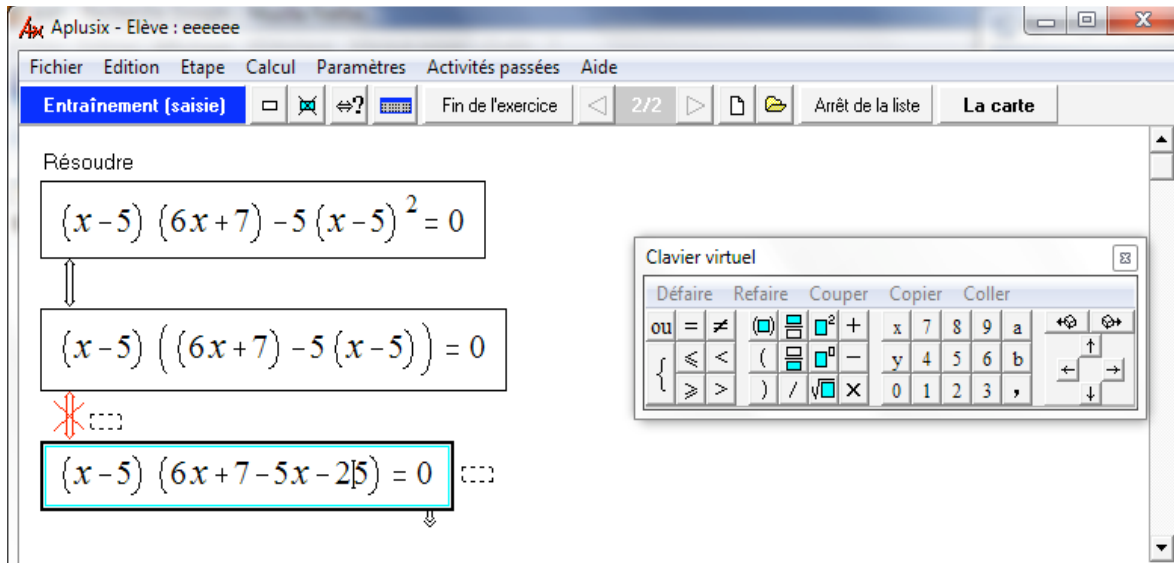 Aplusix - Elève : eeeeee
Fichier Edition Etape Calcul Paramètres Activités passées Aide
Entraînement (saisie) ⇔? Fin de l'exercice 2/2 Arrêt de la liste La carte
Résoudre
(x − 5) (6x + 7) − 5 (x − 5)² = 0
(x − 5) ((6x + 7) − 5 (x − 5)) = 0
(x − 5) (6x + 7 − 5x − 25) = 0
Clavier virtuel
Défaire Refaire Couper Copier Coller
ou = ≠ (□) □² + x 7 8 9 a
{ ⩽ < ( □ − y 4 5 6 b ← ↑ →
⩾ > ) / √□ × 0 1 2 3 , ↓